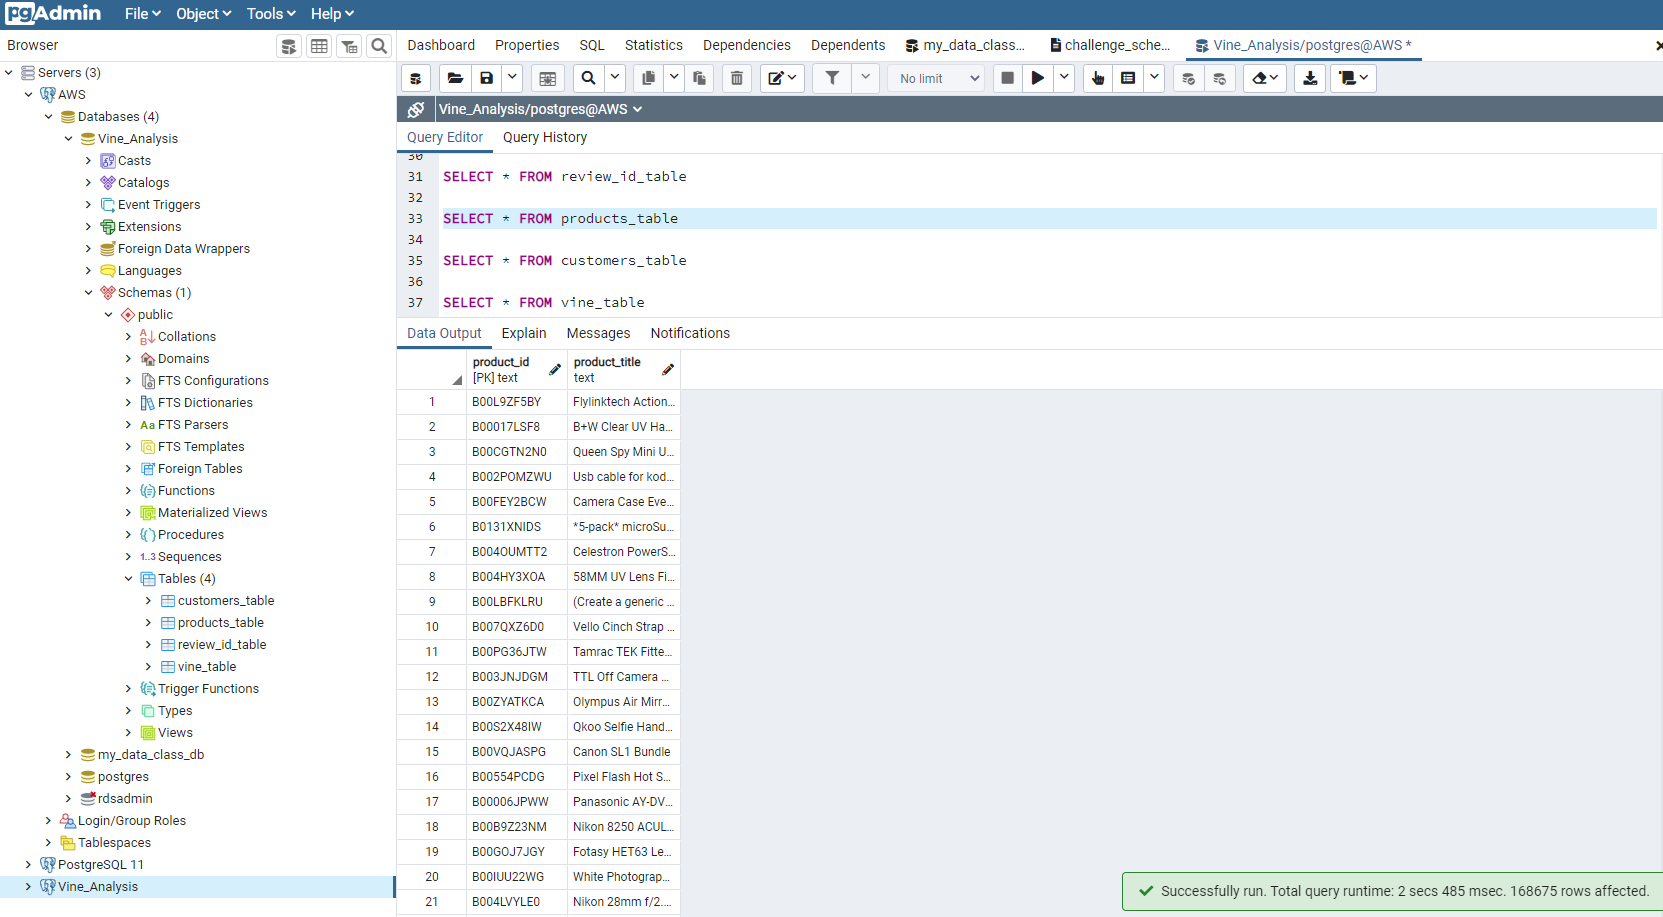 pgAdmin File Object Tools Help
Browser
Dashboard Properties SQL Statistics Dependencies Dependents my_data_class... challenge_sche... Vine_Analysis/postgres@AWS *
No limit
Vine_Analysis/postgres@AWS
Query Editor Query History
Servers (3)
AWS
Databases (4)
Vine_Analysis
Casts
Catalogs
Event Triggers
Extensions
Foreign Data Wrappers
Languages
Schemas (1)
public
Collations
Domains
FTS Configurations
FTS Dictionaries
Aa FTS Parsers
FTS Templates
Foreign Tables
Functions
Materialized Views
Procedures
1..3 Sequences
Tables (4)
customers_table
products_table
review_id_table
vine_table
Trigger Functions
Types
Views
my_data_class_db
postgres
rdsadmin
Login/Group Roles
Tablespaces
PostgreSQL 11
Vine_Analysis
30
31 SELECT * FROM review_id_table
32
33 SELECT * FROM products_table
34
35 SELECT * FROM customers_table
36
37 SELECT * FROM vine_table
Data Output Explain Messages Notifications
product_id product_title
[PK] text text
1 B00L9ZF5BY Flylinktech Action...
2 B00017LSF8 B+W Clear UV Ha...
3 B00CGTN2N0 Queen Spy Mini U...
4 B002POMZWU Usb cable for kod...
5 B00FEY2BCW Camera Case Eve...
6 B0131XNIDS *5-pack* microSu...
7 B004OUMTT2 Celestron PowerS...
8 B004HY3XOA 58MM UV Lens Fi...
9 B00LBFKLRU (Create a generic ...
10 B007QXZ6D0 Vello Cinch Strap ...
11 B00PG36JTW Tamrac TEK Fitte...
12 B003JNJDGM TTL Off Camera ...
13 B00ZYATKCA Olympus Air Mirr...
14 B00S2X48IW Qkoo Selfie Hand...
15 B00VQJASPG Canon SL1 Bundle
16 B00554PCDG Pixel Flash Hot S...
17 B00006JPWW Panasonic AY-DV...
18 B00B9Z23NM Nikon 8250 ACUL...
19 B00GOJ7JGY Fotasy HET63 Le...
20 B00IUU22WG White Photograp...
21 B004LVYLE0 Nikon 28mm f/2....
Successfully run. Total query runtime: 2 secs 485 msec. 168675 rows affected.